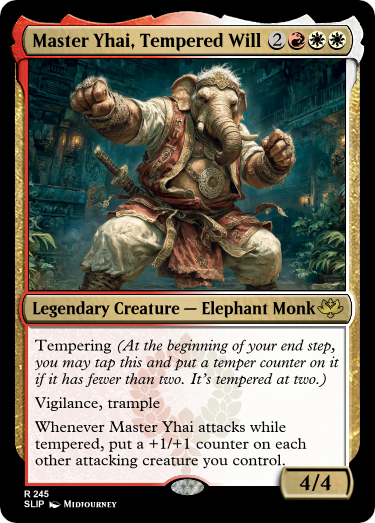 Master Yhai, Tempered Will 2
Legendary Creature — Elephant Monk
Tempering (At the beginning of your end step,
you may tap this and put a temper counter on it
if it has fewer than two. It's tempered at two.)
Vigilance, trample
Whenever Master Yhai attacks while
tempered, put a +1/+1 counter on each
other attacking creature you control.
4/4
R 245
SLIP Midjourney